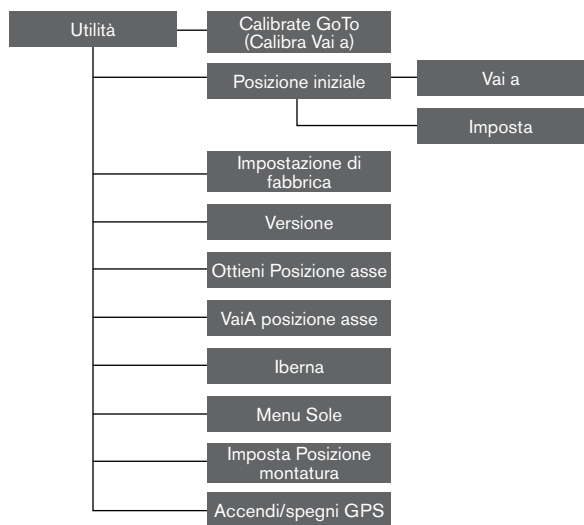 Utilità
Calibrate GoTo
(Calibra Vai a)
Posizione iniziale
Vai a
Imposta
Impostazione di
fabbrica
Versione
Ottieni Posizione asse
VaiA posizione asse
Iberna
Menu Sole
Imposta Posizione
montatura
Accendi/spegni GPS